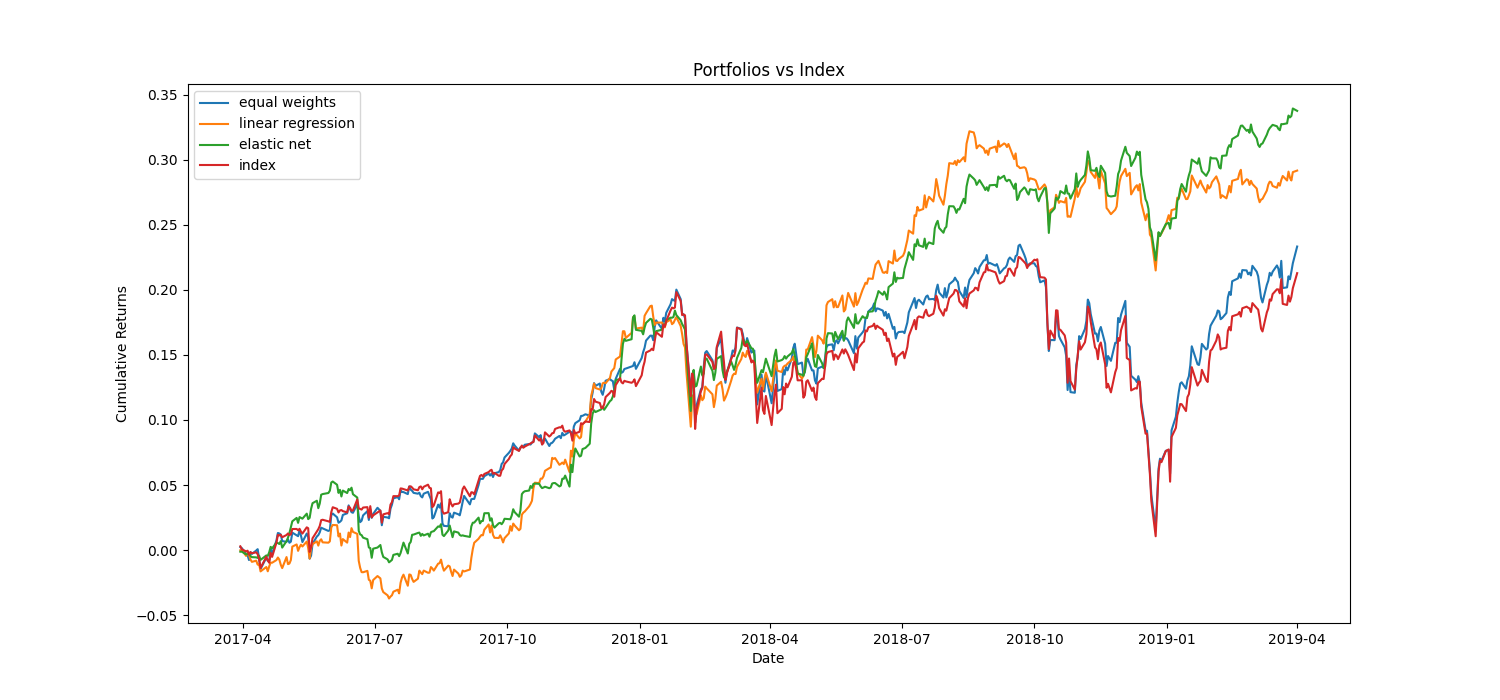 Portfolios vs Index
equal weights
linear regression
elastic net
index
Cumulative Returns
0.35
0.30
0.25
0.20
0.15
0.10
0.05
0.00
−0.05
2017-04 2017-07 2017-10 2018-01 2018-04 2018-07 2018-10 2019-01 2019-04
Date